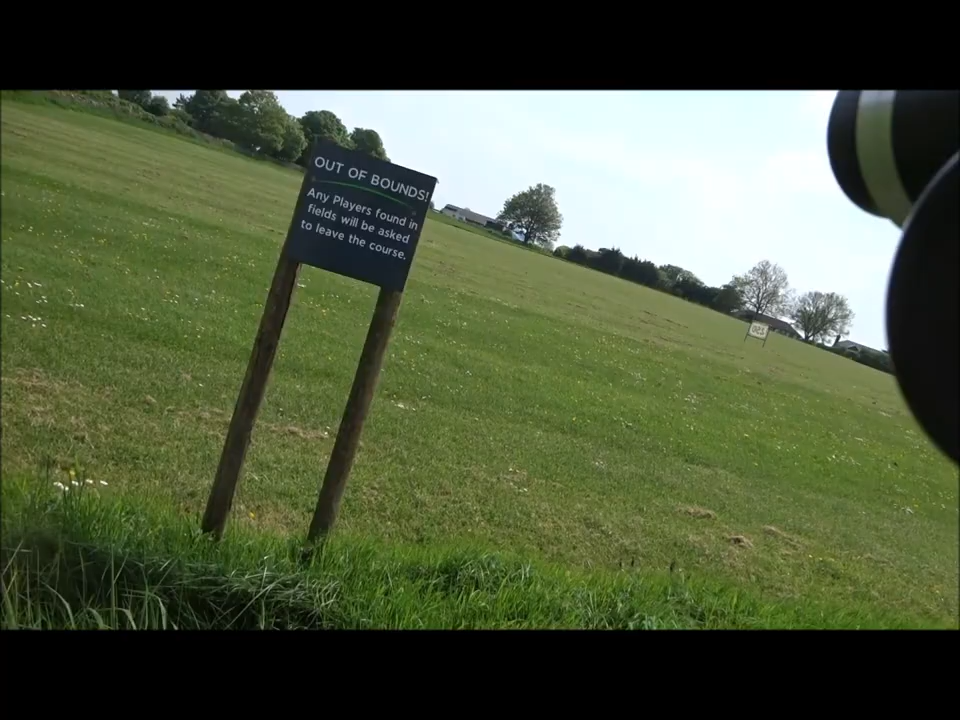 OUT OF BOUNDS!
Any Players found in
fields will be asked
to leave the course.